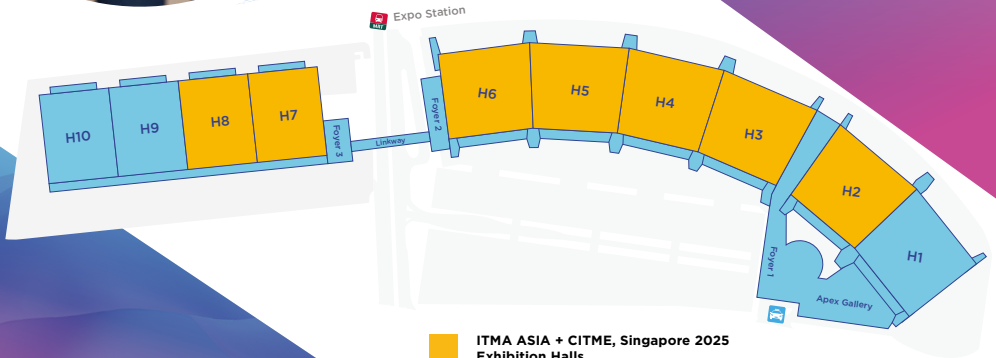 Expo Station
MRT
H10
H9
H8
H7
Foyer 3
Linkway
Foyer 2
H6
H5
H4
H3
H2
H1
Foyer 1
Apex Gallery
ITMA ASIA + CITME, Singapore 2025
Exhibition Halls